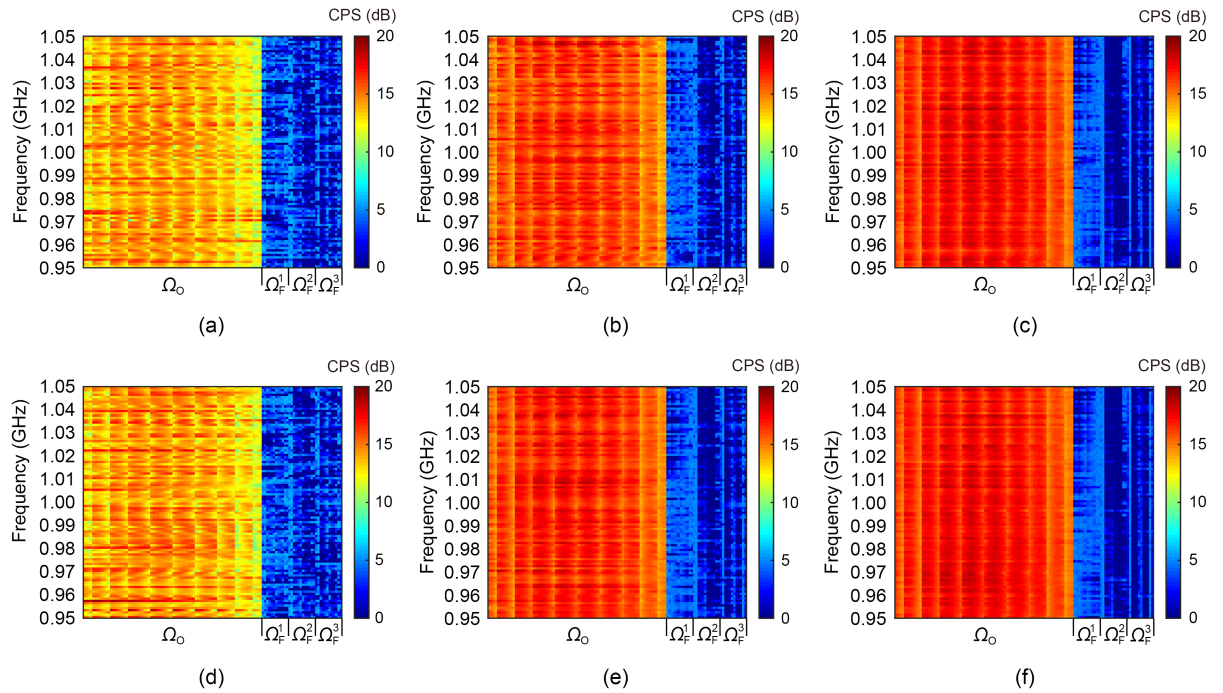 CPS (dB) CPS (dB) CPS (dB)
1.05 20 1.05 20 1.05 20
1.04 1.04 1.04
1.03 1.03 1.03
15 15 15
1.02 1.02 1.02
1.01 1.01 1.01
Frequency (GHz) 1.00 10 Frequency (GHz) 1.00 10 Frequency (GHz) 1.00 10
0.99 0.99 0.99
0.98 0.98 0.98
5 5 5
0.97 0.97 0.97
0.96 0.96 0.96
0.95 0 0.95 0 0.95 0
Ω_O Ω_F^1 Ω_F^2 Ω_F^3 Ω_O Ω_F^1 Ω_F^2 Ω_F^3 Ω_O Ω_F^1 Ω_F^2 Ω_F^3
(a) (b) (c)
CPS (dB) CPS (dB) CPS (dB)
1.05 20 1.05 20 1.05 20
1.04 1.04 1.04
1.03 1.03 1.03
15 15 15
1.02 1.02 1.02
1.01 1.01 1.01
Frequency (GHz) 1.00 10 Frequency (GHz) 1.00 10 Frequency (GHz) 1.00 10
0.99 0.99 0.99
0.98 0.98 0.98
5 5 5
0.97 0.97 0.97
0.96 0.96 0.96
0.95 0 0.95 0 0.95 0
Ω_O Ω_F^1 Ω_F^2 Ω_F^3 Ω_O Ω_F^1 Ω_F^2 Ω_F^3 Ω_O Ω_F^1 Ω_F^2 Ω_F^3
(d) (e) (f)